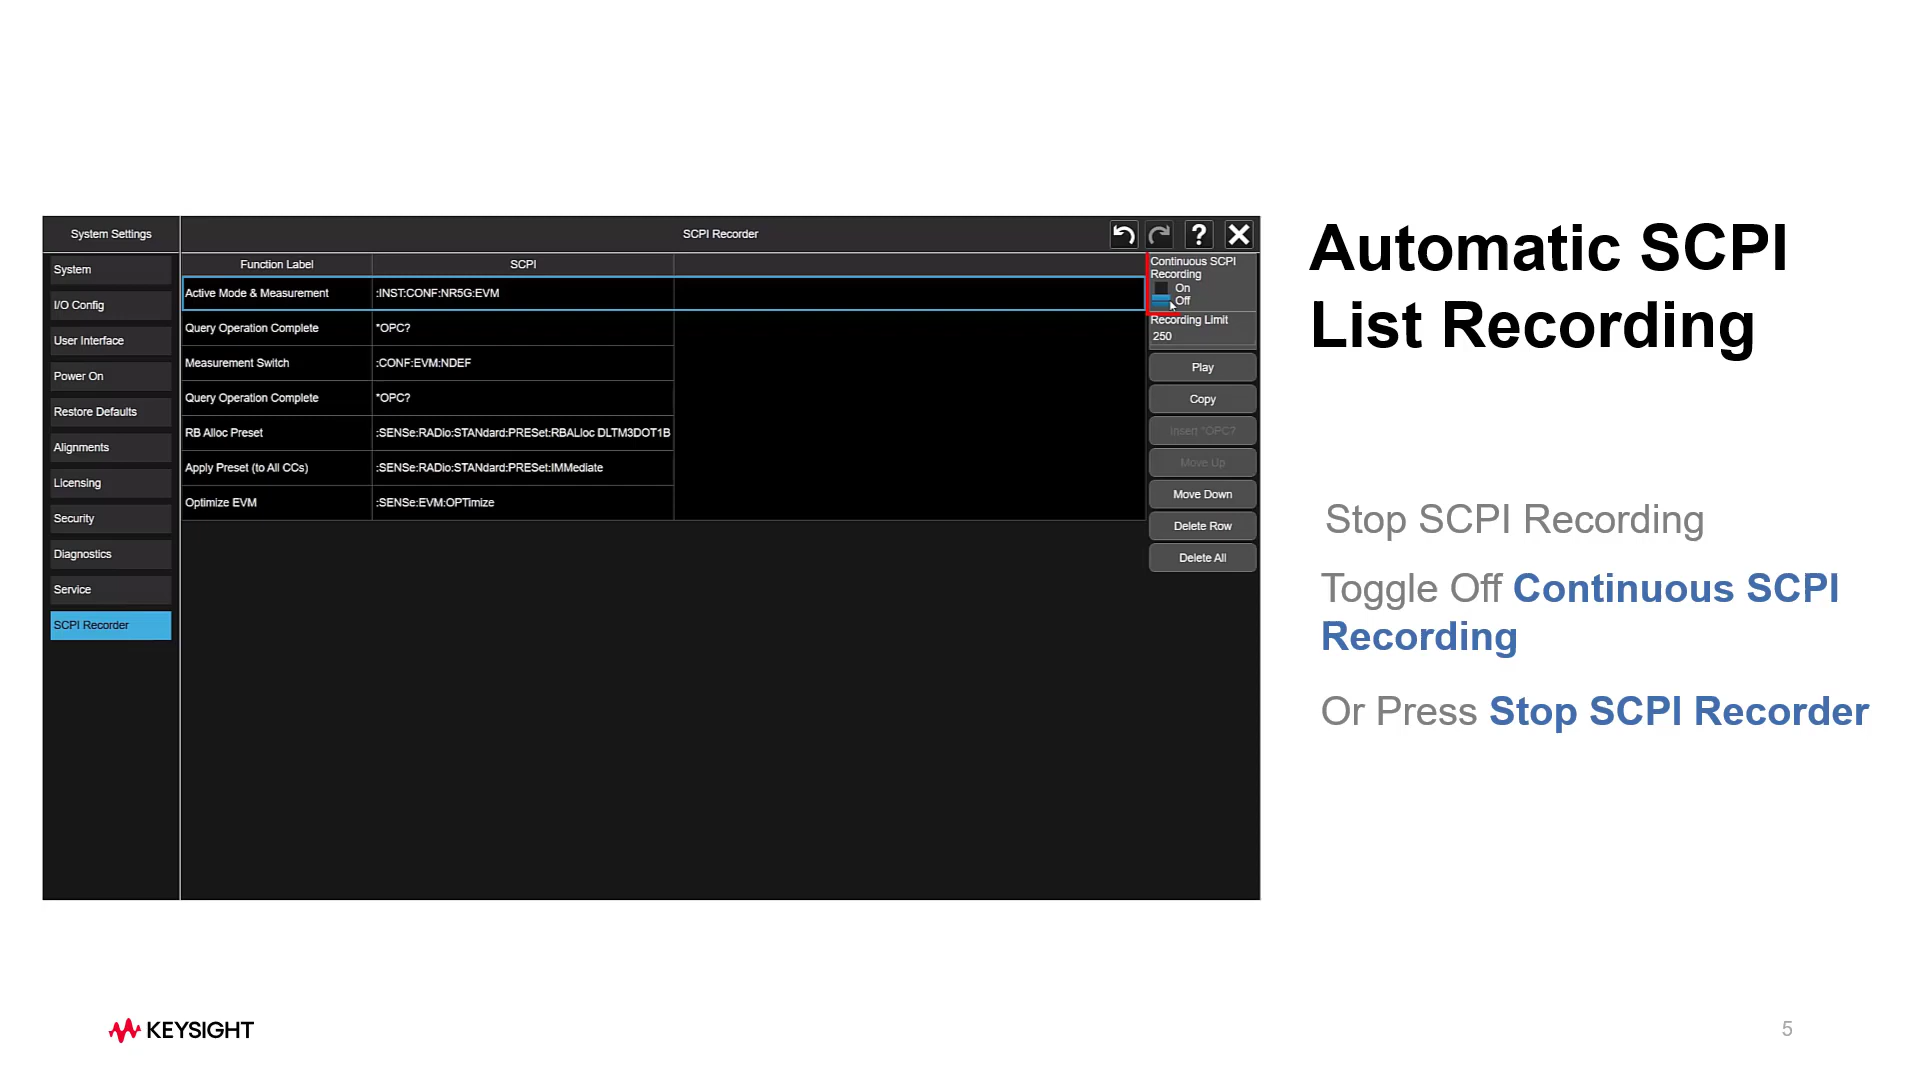 System Settings
SCPI Recorder
?
System
I/O Config
User Interface
Power On
Restore Defaults
Alignments
Licensing
Security
Diagnostics
Service
SCPI Recorder
Function Label SCPI
Active Mode & Measurement :INST:CONF:NR5G:EVM
Query Operation Complete *OPC?
Measurement Switch :CONF:EVM:NDEF
Query Operation Complete *OPC?
RB Alloc Preset :SENSe:RADio:STANdard:PRESet:RBALloc DLTM3DOT1B
Apply Preset (to All CCs) :SENSe:RADio:STANdard:PRESet:IMMediate
Optimize EVM :SENSe:EVM:OPTimize
Continuous SCPI
Recording
On
Off
Recording Limit
250
Play
Copy
Insert *OPC?
Move Up
Move Down
Delete Row
Delete All
Automatic SCPI
List Recording
Stop SCPI Recording
Toggle Off Continuous SCPI
Recording
Or Press Stop SCPI Recorder
KEYSIGHT
5